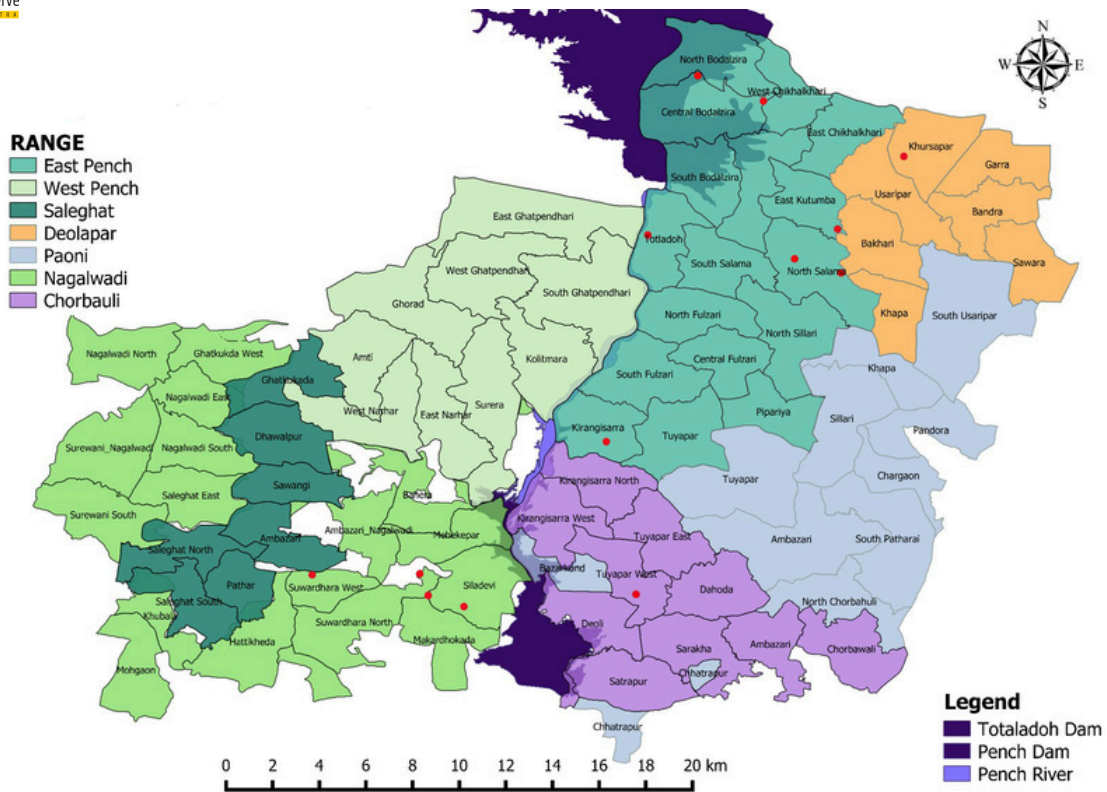 N
W
E
S
RANGE
East Pench
West Pench
Saleghat
Deolapar
Paoni
Nagalwadi
Chorbauli
North Bodalzira
West Chikhalkhari
Central Bodalzira
East Chikhalkhari
Khursapar
Garra
South Bodalzira
Usaripar
East Kutumba
Bandra
East Ghatpendhari
Totladoh
Bakhari
Sawara
West Ghatpendhari
South Salama
North Salama
South Ghatpendhari
Ghorad
North Fulzari
Khapa
South Usaripar
North Sillari
Nagalwadi North
Ghatkukda West
Amti
Kolitmara
Central Fulzari
Khapa
South Fulzari
Ghatkukada
Nagalwadi East
West Narhar
East Narhar
Surera
Pipariya
Sillari
Kirangisarra
Pandora
Dhawalpur
Tuyapar
Surewani_Nagalwadi
Nagalwadi South
Chargaon
Tuyapar
Kirangisarra North
Sawangi
Saleghat East
Banera
Surewani South
Kirangisarra West
Ambazari_Nagalwadi
Mehekepar
Tuyapar East
Ambazari
South Patharai
Ambazari
Saleghat North
Bazarkund
Tuyapar West
Pathar
Suwardhara West
Siladevi
Dahoda
Saleghat South
North Chorbahuli
Khubala
Suwardhara North
Deoli
Hattikheda
Makardhokada
Sarakha
Ambazari
Chorbawali
Mohgaon
Satrapur
Chhatrapur
Chhatrapur
Legend
Totaladoh Dam
Pench Dam
Pench River
0 2 4 6 8 10 12 14 16 18 20 km